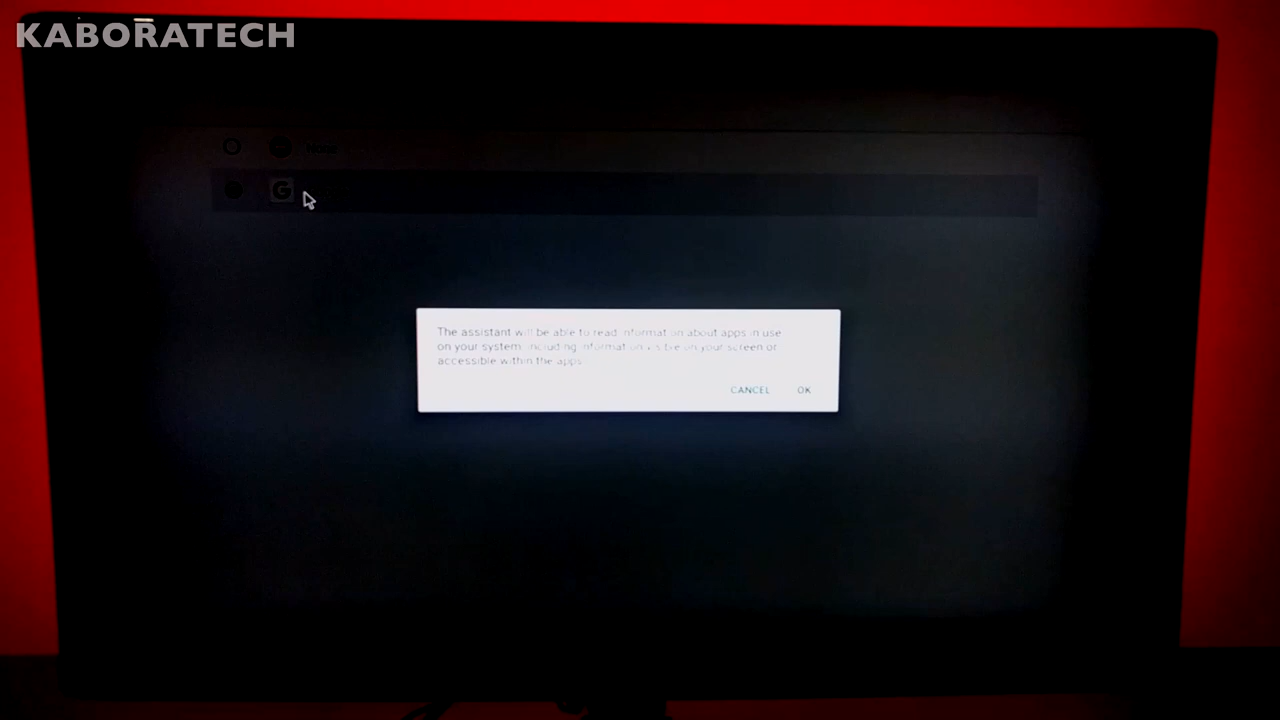 KABORATECH
None
G
The assistant will be able to read information about apps in use
on your system, including information visible on your screen or
accessible within the apps.
CANCEL OK